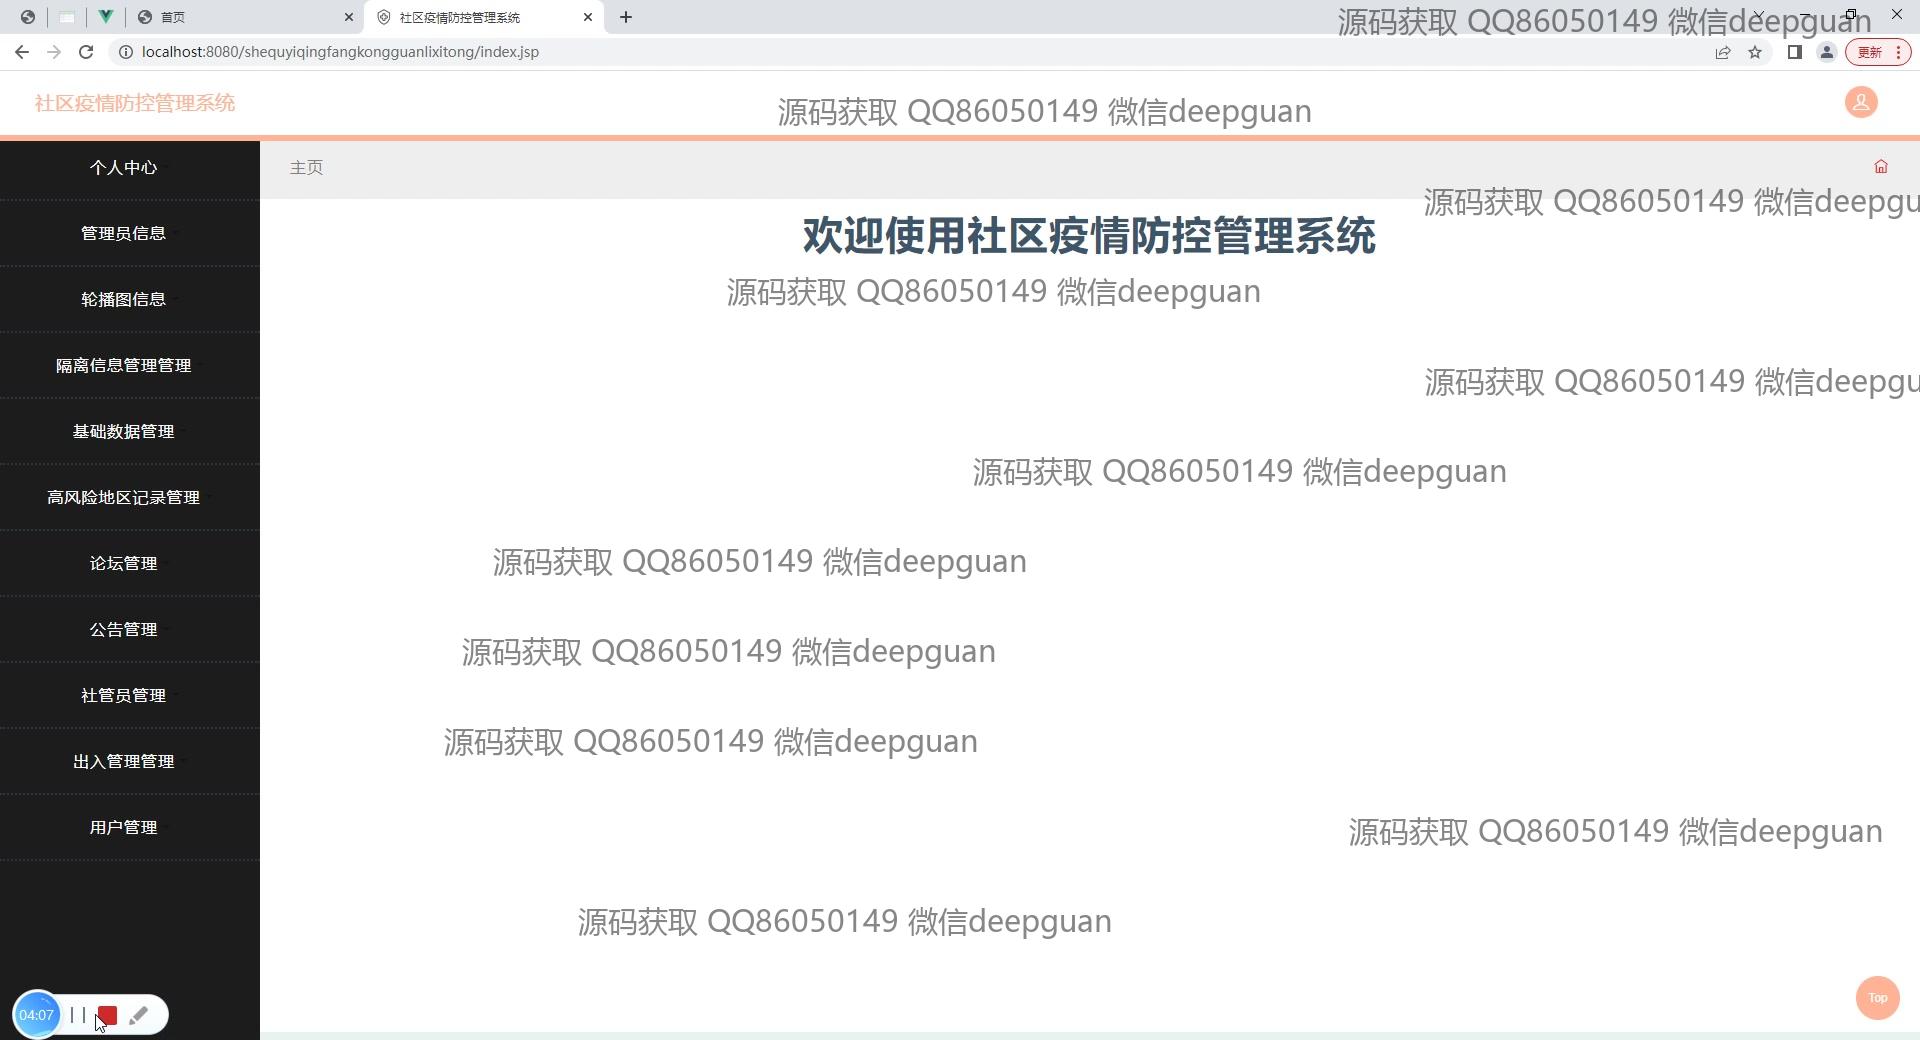 首页
社区疫情防控管理系统
源码获取 QQ86050149 微信deepguan
localhost:8080/shequyiqingfangkongguanlixitong/index.jsp
更新
社区疫情防控管理系统
源码获取 QQ86050149 微信deepguan
个人中心
主页
源码获取 QQ86050149 微信deepgu
管理员信息
欢迎使用社区疫情防控管理系统
源码获取 QQ86050149 微信deepguan
轮播图信息
隔离信息管理管理
源码获取 QQ86050149 微信deepgu
基础数据管理
源码获取 QQ86050149 微信deepguan
高风险地区记录管理
论坛管理
源码获取 QQ86050149 微信deepguan
公告管理
源码获取 QQ86050149 微信deepguan
社管员管理
源码获取 QQ86050149 微信deepguan
出入管理管理
用户管理
源码获取 QQ86050149 微信deepguan
源码获取 QQ86050149 微信deepguan
Top
04:07